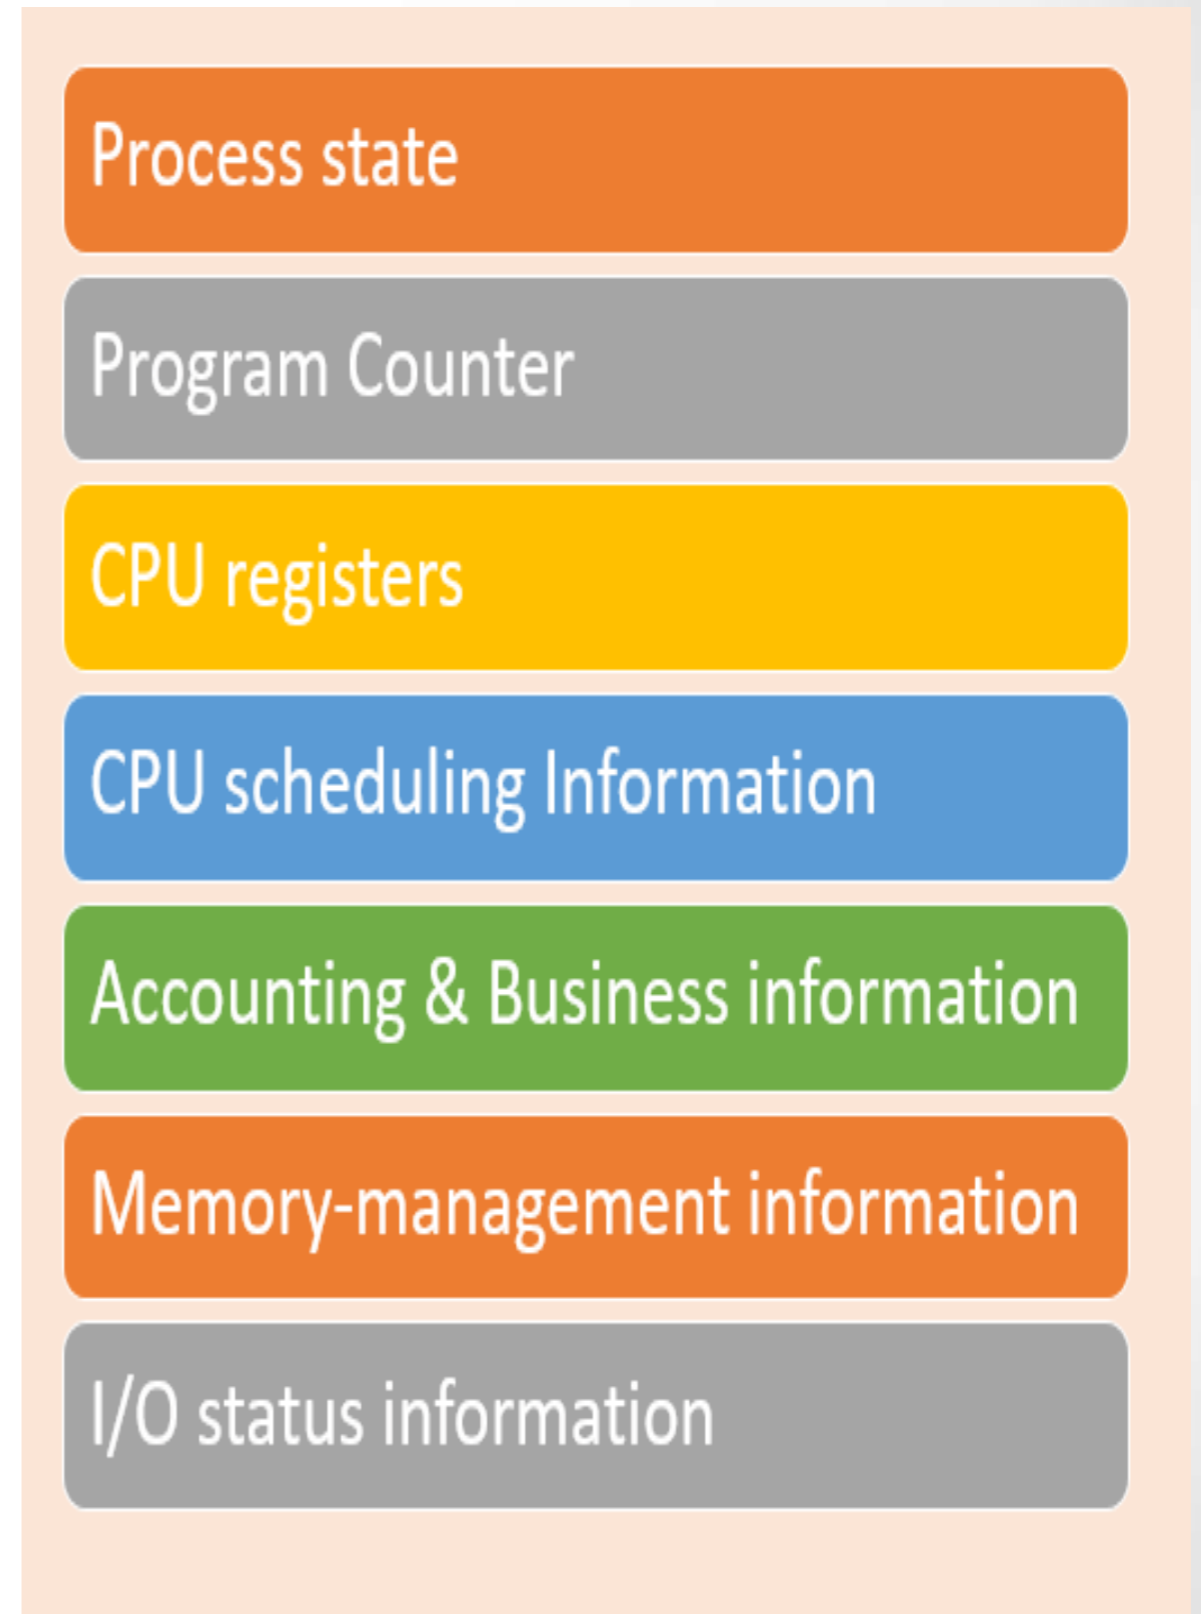 Process state
Program Counter
CPU registers
CPU scheduling Information
Accounting & Business information
Memory-management information
I/O status information